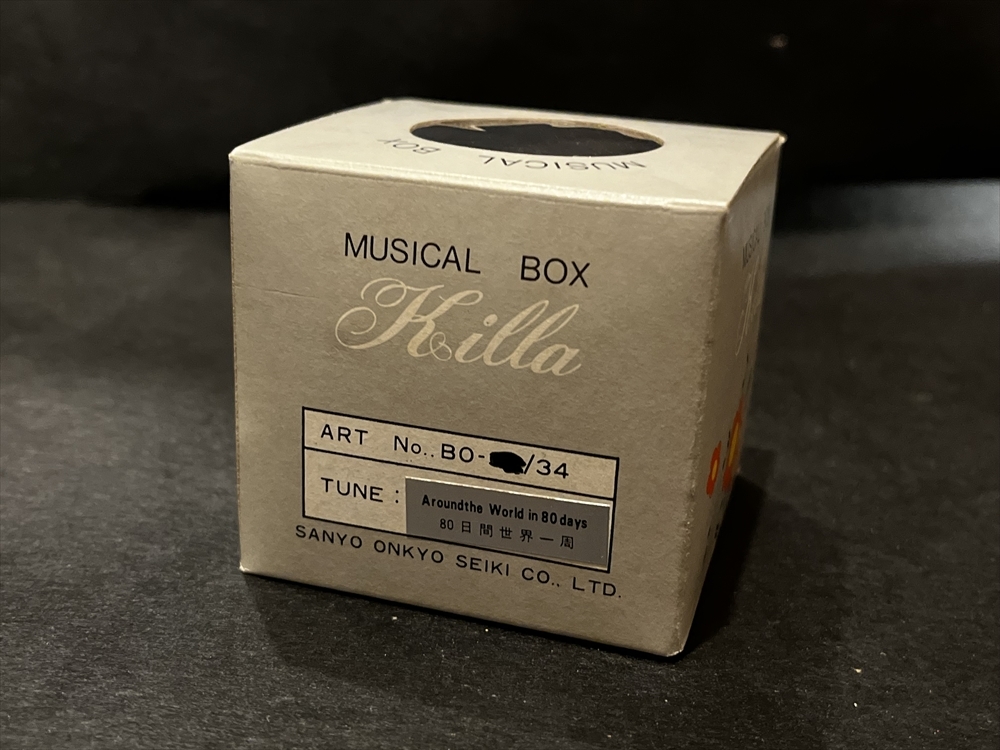 MUSICAL BOX
MUSICAL BOX
Killa
ART No.. BO- /34
TUNE :
Aroundthe World in 80 days
80日間世界一周
SANYO ONKYO SEIKI CO., LTD.